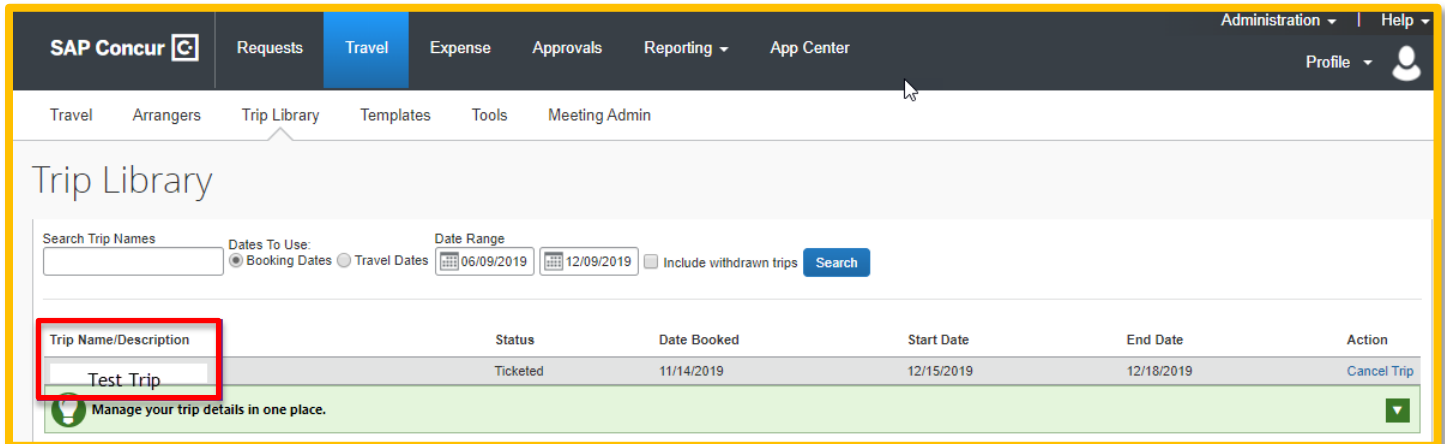 Administration | Help
SAP Concur C Requests Travel Expense Approvals Reporting App Center
Profile
Travel Arrangers Trip Library Templates Tools Meeting Admin
Trip Library
Search Trip Names
Dates To Use:
Date Range
Booking Dates Travel Dates 06/09/2019 12/09/2019 Include withdrawn trips Search
Trip Name/Description Status Date Booked Start Date End Date Action
Test Trip Ticketed 11/14/2019 12/15/2019 12/18/2019 Cancel Trip
Manage your trip details in one place.